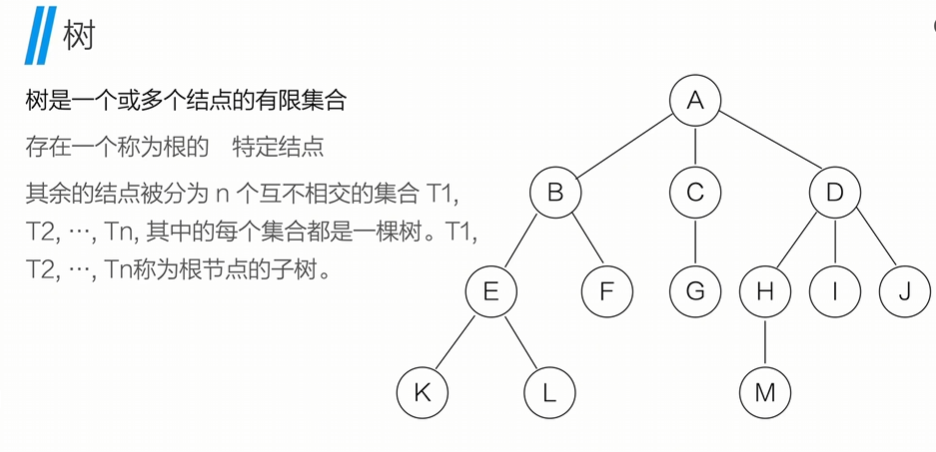 树
树是一个或多个结点的有限集合
存在一个称为根的 特定结点
其余的结点被分为 n 个互不相交的集合 T1,
T2, ···, Tn, 其中的每个集合都是一棵树。T1,
T2, ···, Tn称为根节点的子树。
A
B
C
D
E
F
G
H
I
J
K
L
M